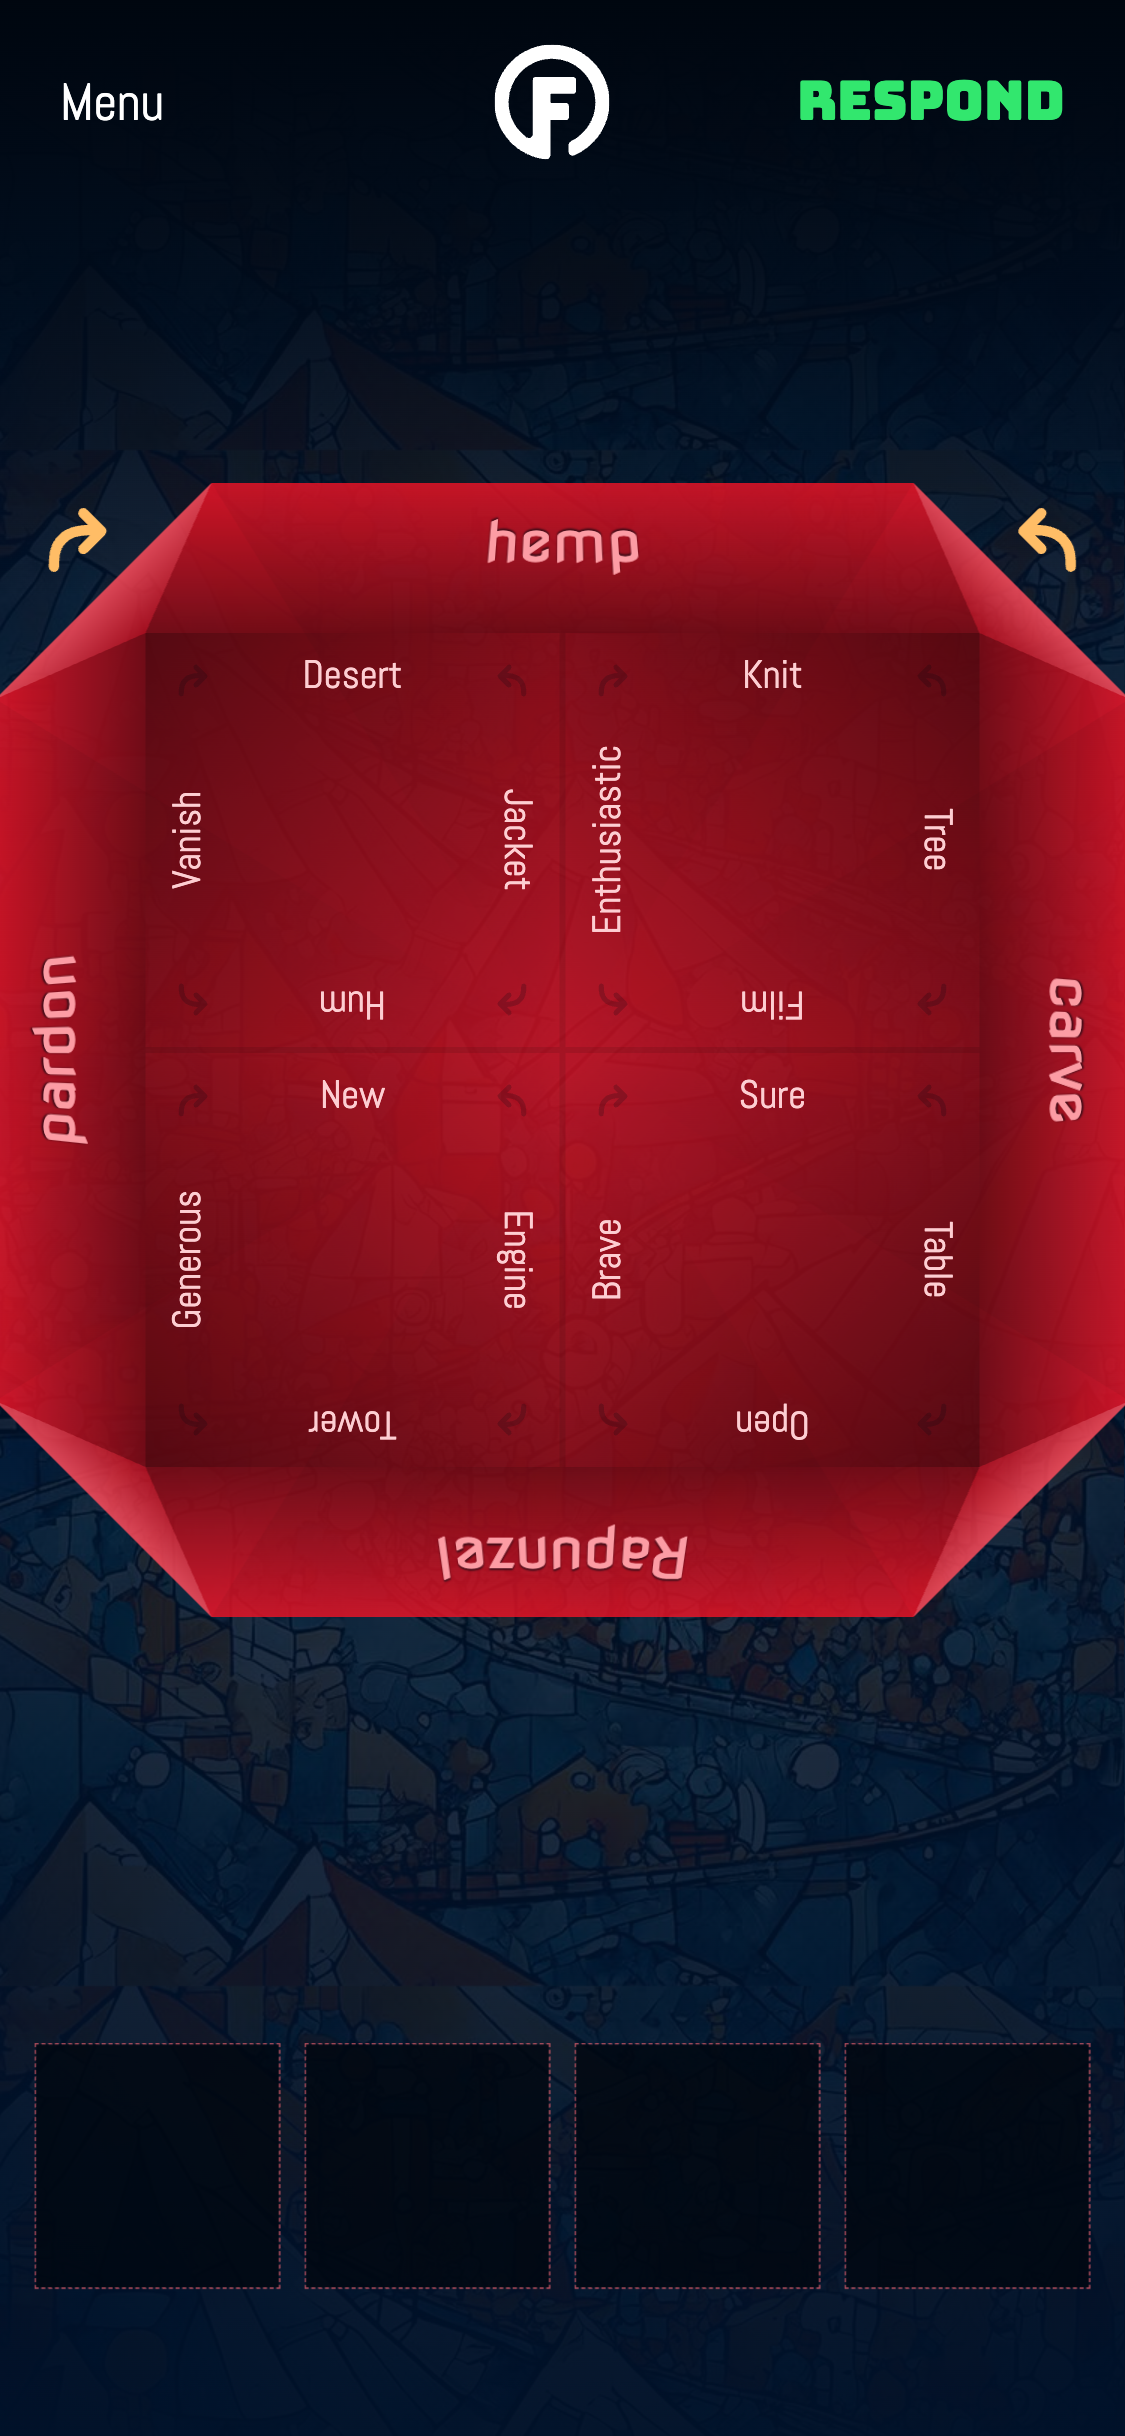 Menu
F
RESPOND
hemp
Desert
Knit
Vanish
Jacket
Enthusiastic
Tree
Hum
Film
pardon
carve
New
Sure
Generous
Engine
Brave
Table
Tower
Open
Rapunzel